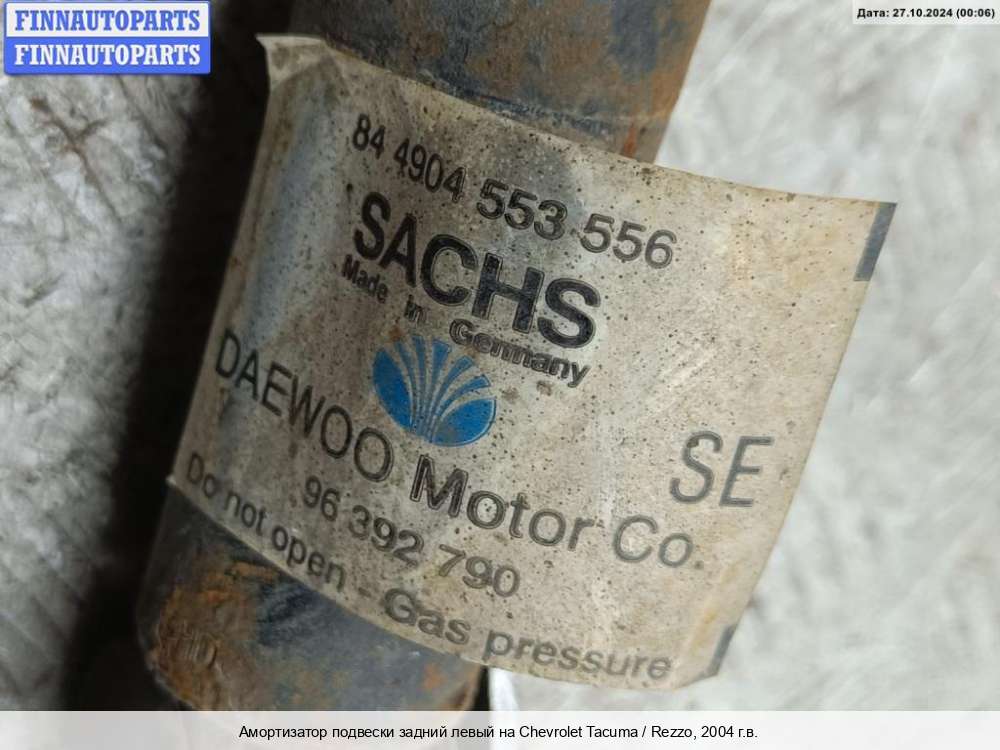 FINNAUTOPARTS
FINNAUTOPARTS
Дата: 27.10.2024 (00:06)
84 4904 553 556
SACHS
Made in Germany
DAEWOO Motor Co.
SE
96 392 790
Do not open - Gas pressure
Амортизатор подвески задний левый на Chevrolet Tacuma / Rezzo, 2004 г.в.